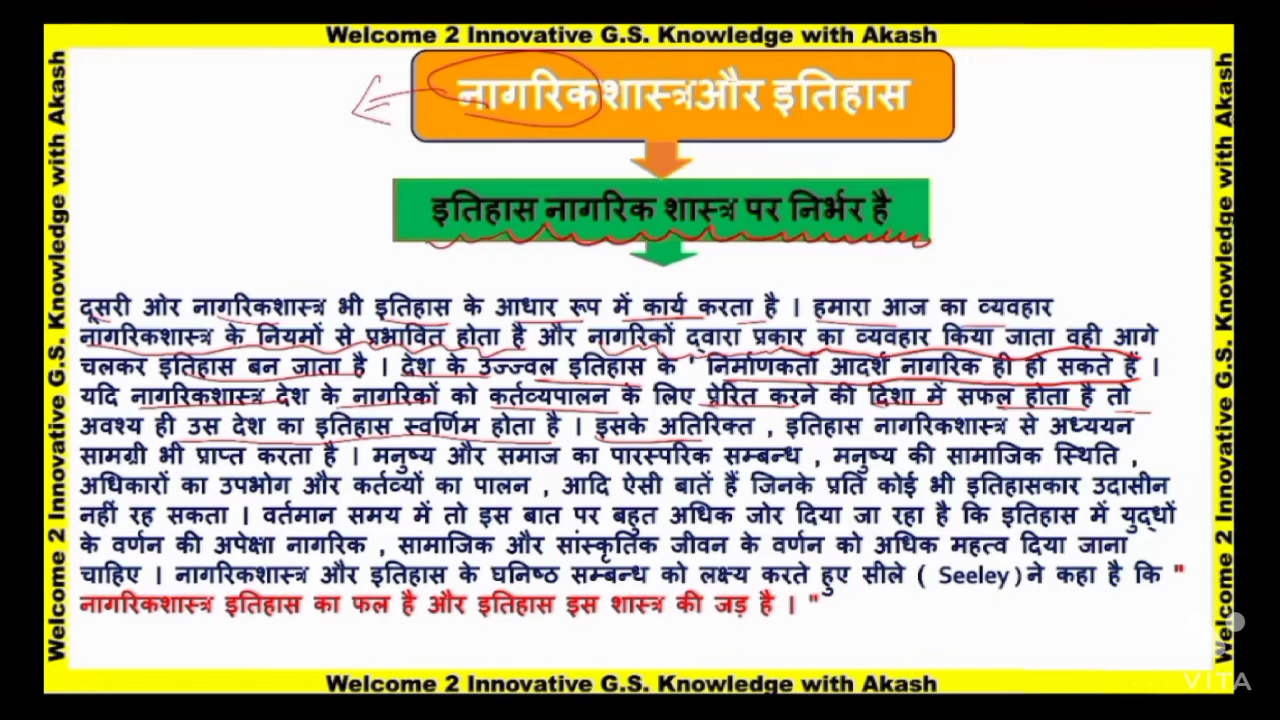 Welcome 2 Innovative G.S. Knowledge with Akash
Welcome 2 Innovative G.S. Knowledge with Akash
Welcome 2 Innovative G.S. Knowledge with Akash
नागरिकशास्त्रऔर इतिहास
इतिहास नागरिक शास्त्र पर निर्भर है
दूसरी ओर नागरिकशास्त्र भी इतिहास के आधार रूप में कार्य करता है । हमारा आज का व्यवहार
नागरिकशास्त्र के नियमों से प्रभावित होता है और नागरिकों द्वारा प्रकार का व्यवहार किया जाता वही आगे
चलकर इतिहास बन जाता है । देश के उज्ज्वल इतिहास के ' निर्माणकता आदर्श नागरिक ही हो सकते हैं ।
यदि नागरिकशास्त्र देश के नागरिकों को कर्तव्यपालन के लिए प्रेरित करने की दिशा में सफल होता है तो
अवश्य ही उस देश का इतिहास स्वर्णिम होता है । इसके अतिरिक्त , इतिहास नागरिकशास्त्र से अध्ययन
सामग्री भी प्राप्त करता है । मनुष्य और समाज का पारस्परिक सम्बन्ध , मनुष्य की सामाजिक स्थिति ,
अधिकारों का उपभोग और कर्तव्यों का पालन , आदि ऐसी बातें हैं जिनके प्रति कोई भी इतिहासकार उदासीन
नहीं रह सकता । वर्तमान समय में तो इस बात पर बहुत अधिक जोर दिया जा रहा है कि इतिहास में युद्धों
के वर्णन की अपेक्षा नागरिक , सामाजिक और सांस्कृतिक जीवन के वर्णन को अधिक महत्व दिया जाना
चाहिए । नागरिकशास्त्र और इतिहास के घनिष्ठ सम्बन्ध को लक्ष्य करते हुए सीले ( Seeley)ने कहा है कि "
नागरिकशास्त्र इतिहास का फल है और इतिहास इस शास्त्र की जड़ है । "
Welcome 2 Innovative G.S. Knowledge with Akash
VITA